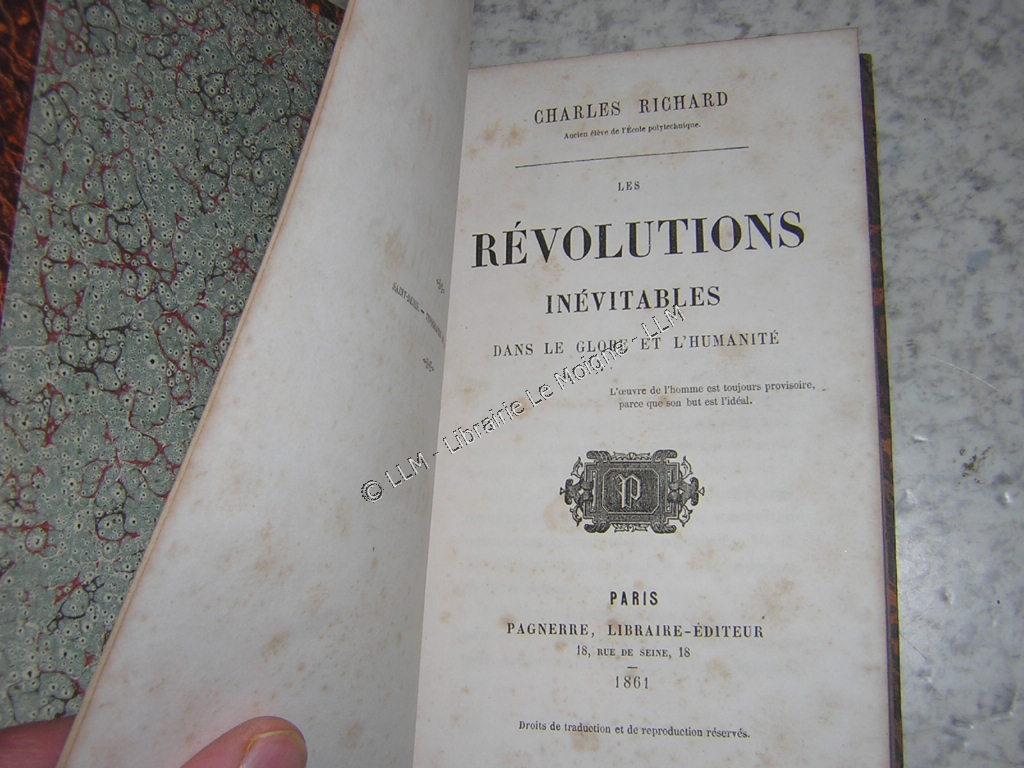 CHARLES RICHARD
Ancien élève de l'École polytechnique.
LES
RÉVOLUTIONS
INÉVITABLES
DANS LE GLOBE ET L'HUMANITÉ
L'œuvre de l'homme est toujours provisoire,
parce que son but est l'idéal.
P
PARIS
PAGNERRE, LIBRAIRE-ÉDITEUR
18, RUE DE SEINE, 18
1861
Droits de traduction et de reproduction réservés.
© LLM - Librairie Le Moigne - LLM